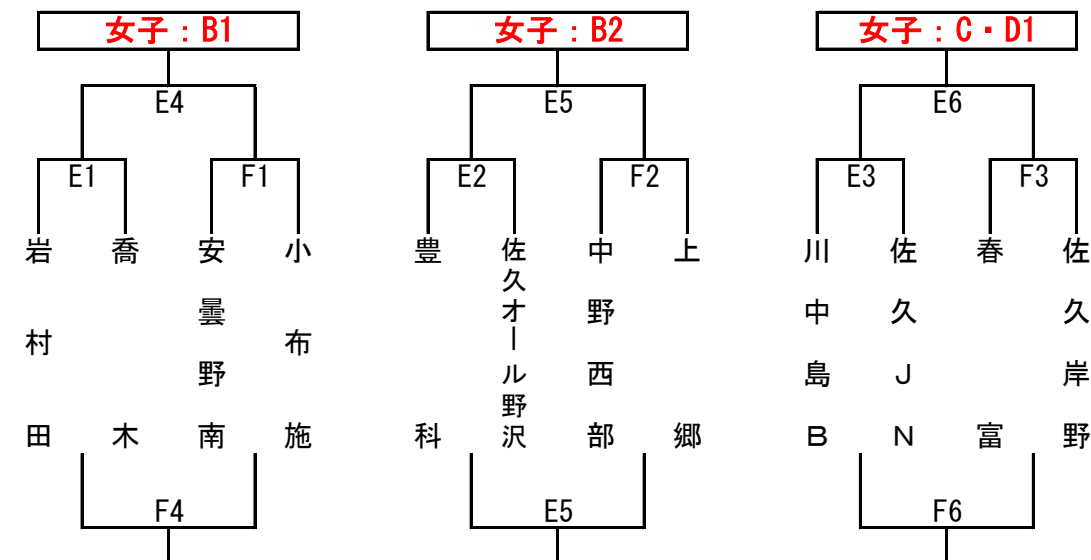 女子：B1
女子：B2
女子：C・D1
E4
E5
E6
E1
F1
E2
F2
E3
F3
岩村田
喬木
安曇野南
小布施
豊科
佐久オール野沢
中野西部
上郷
川中島B
佐久JN
春富
佐久岸野
F4
E5
F6